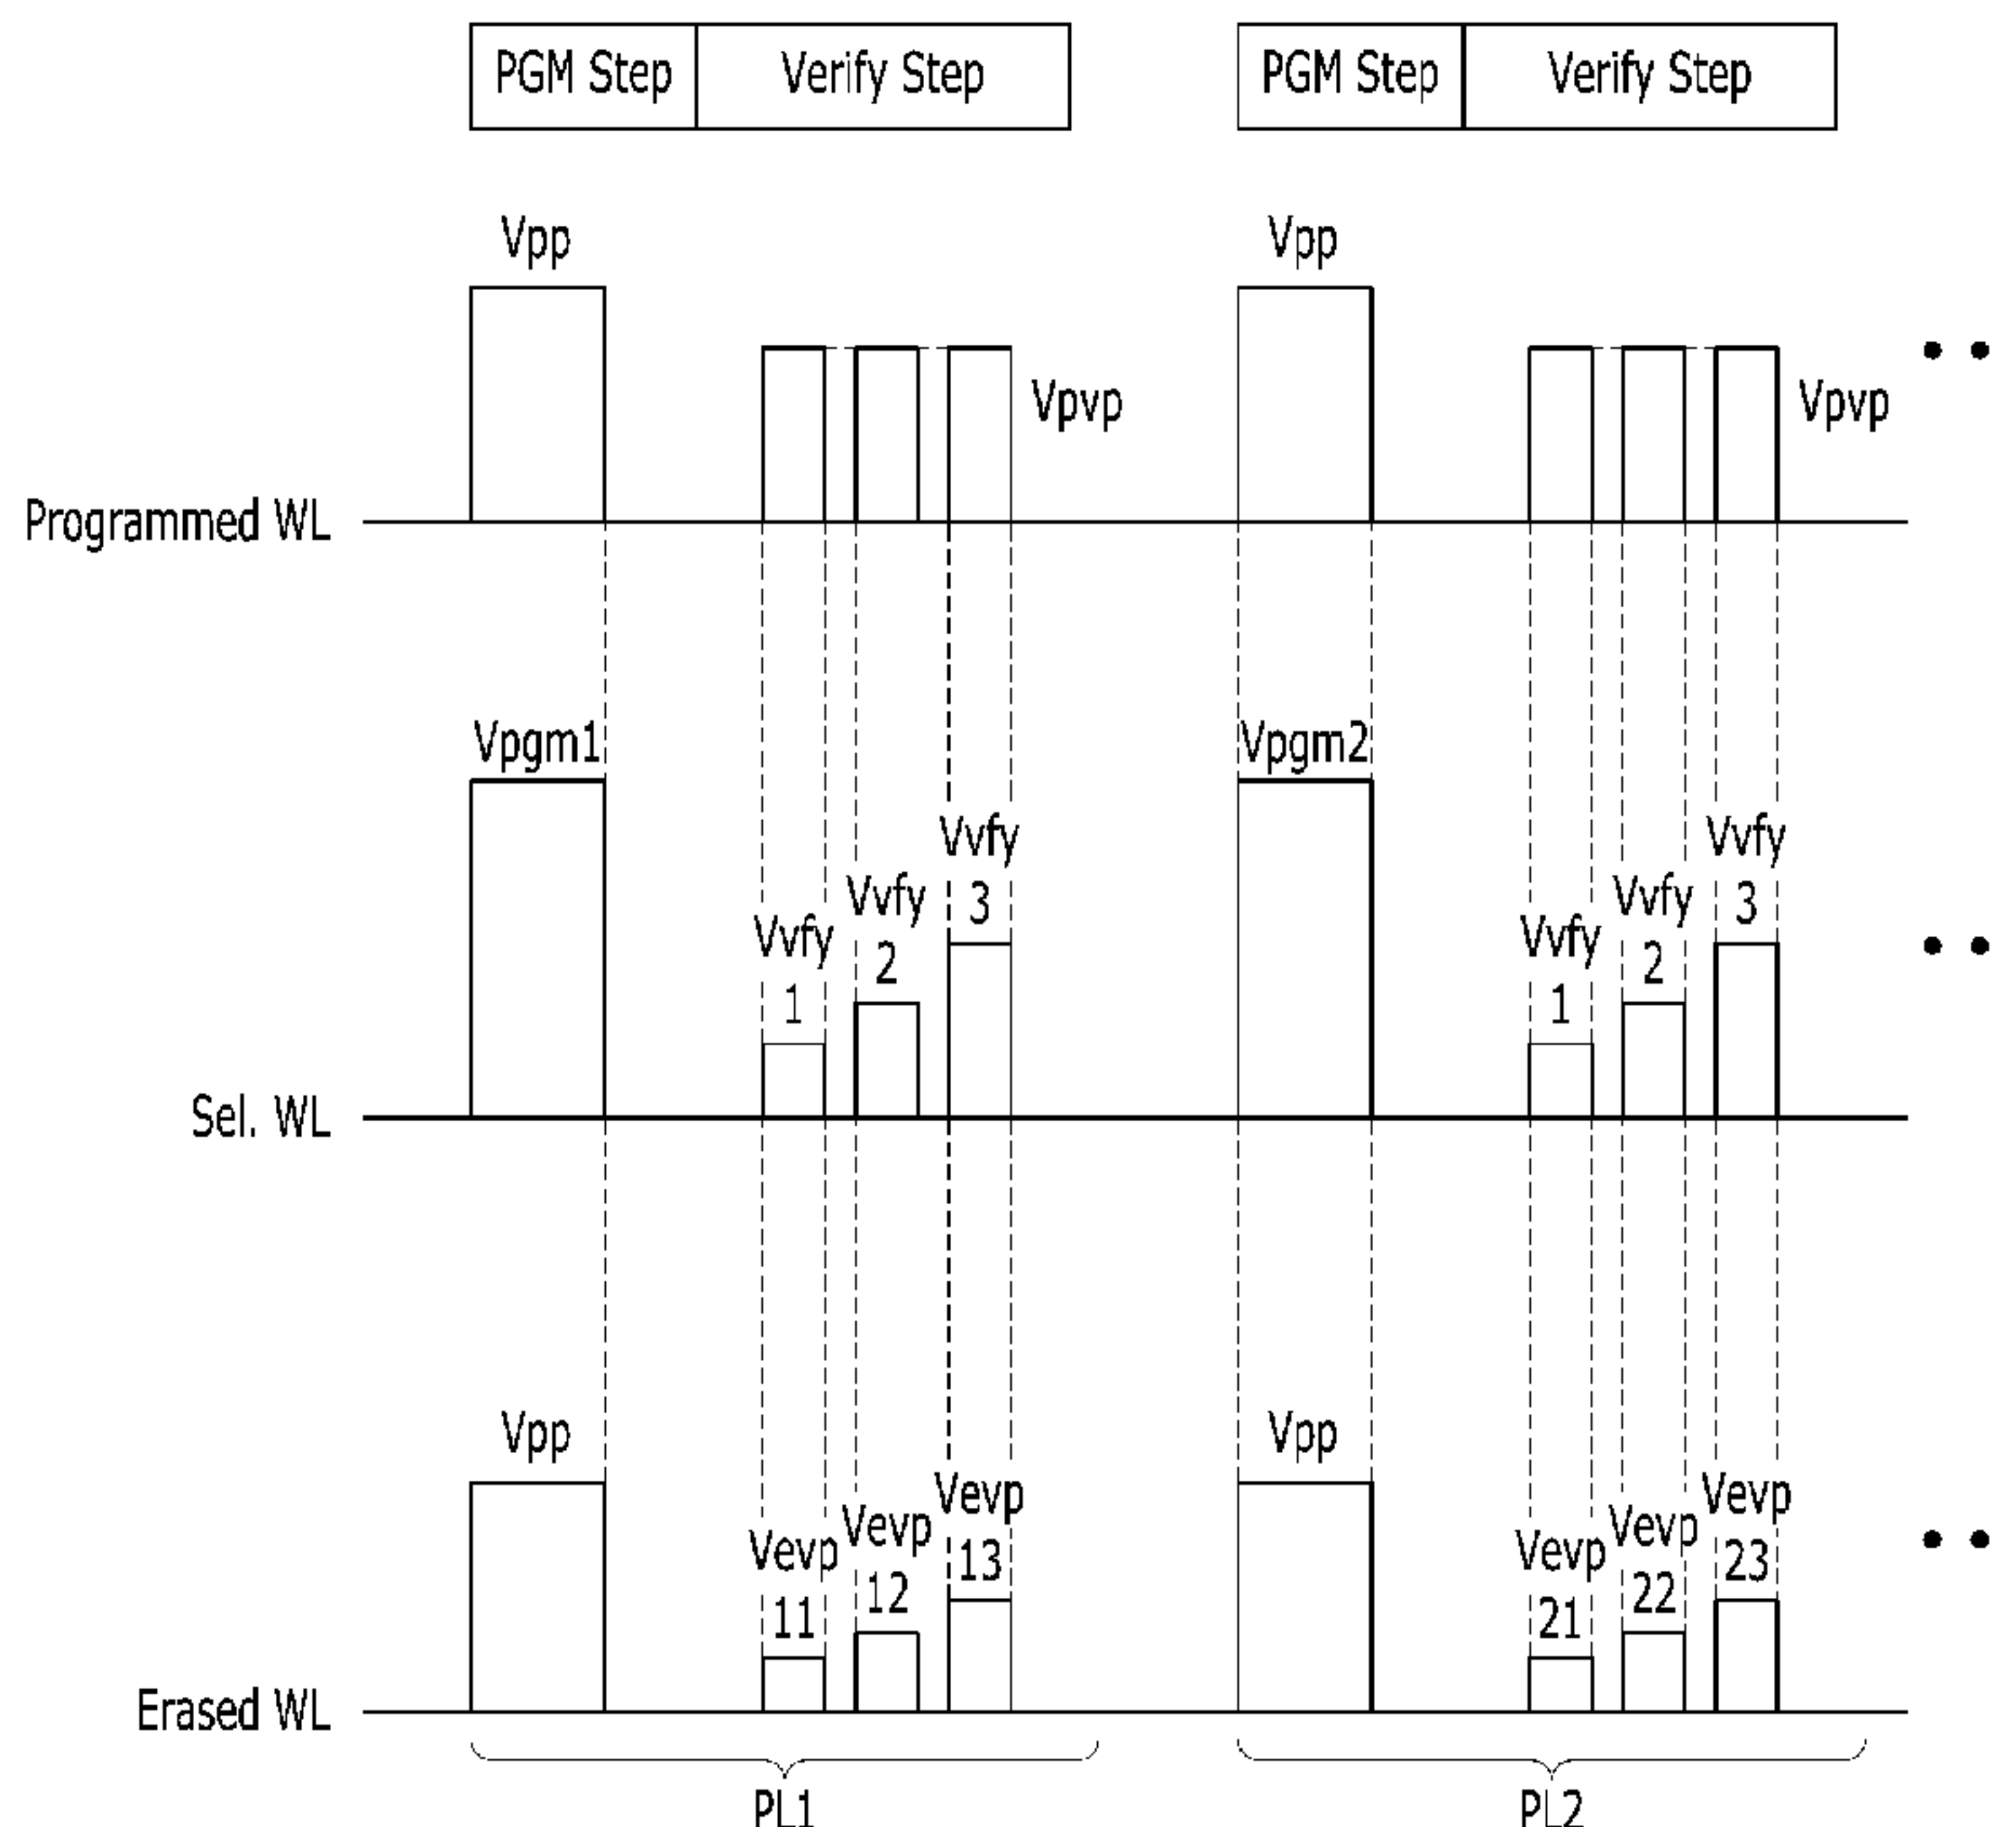 PGM Step Verify Step PGM Step Verify Step
Vpp Vpp
Vpvp Vpvp
Programmed WL
Vpgm1 Vpgm2
Vvfy 1 Vvfy 2 Vvfy 3 Vvfy 1 Vvfy 2 Vvfy 3
Sel. WL
Vpp Vpp
Vevp 11 Vevp 12 Vevp 13 Vevp 21 Vevp 22 Vevp 23
Erased WL
PL1 PL2